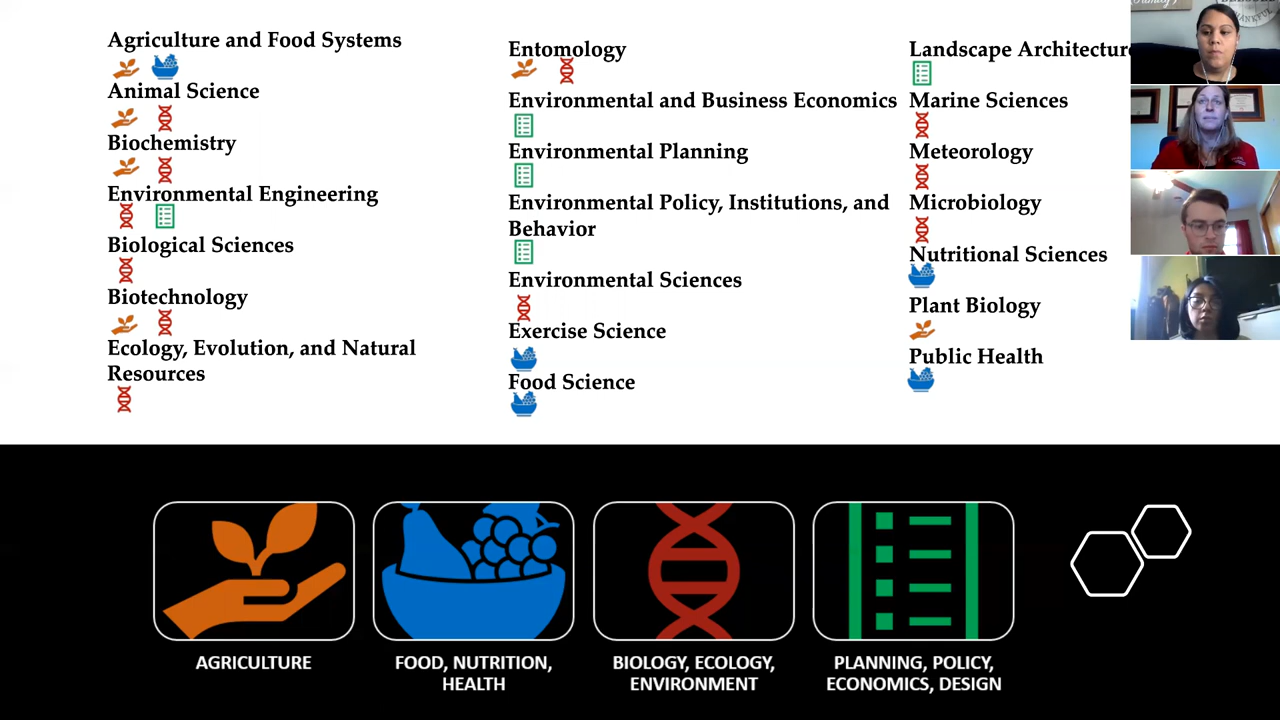 Agriculture and Food Systems
Animal Science
Biochemistry
Environmental Engineering
Biological Sciences
Biotechnology
Ecology, Evolution, and Natural
Resources
Entomology
Environmental and Business Economics
Environmental Planning
Environmental Policy, Institutions, and
Behavior
Environmental Sciences
Exercise Science
Food Science
Landscape Architecture
Marine Sciences
Meteorology
Microbiology
Nutritional Sciences
Plant Biology
Public Health
AGRICULTURE
FOOD, NUTRITION,
HEALTH
BIOLOGY, ECOLOGY,
ENVIRONMENT
PLANNING, POLICY,
ECONOMICS, DESIGN